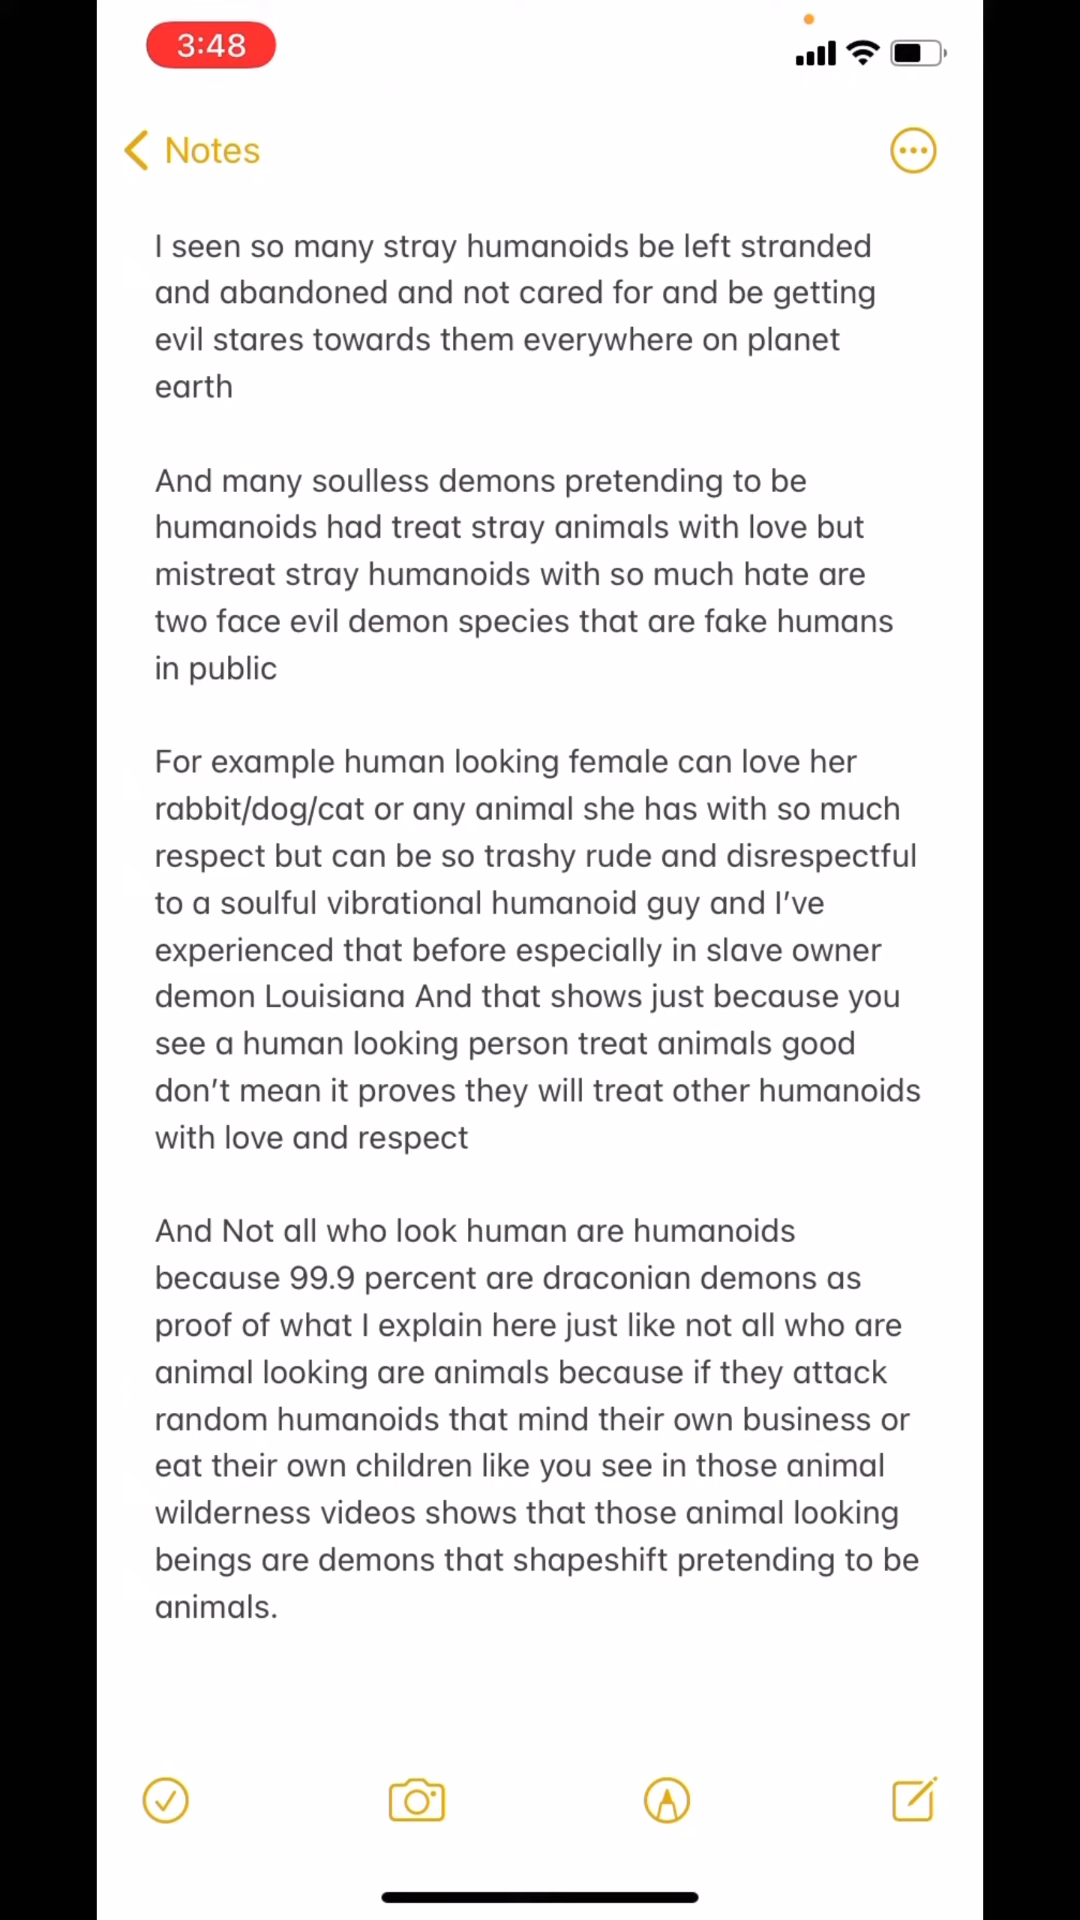 3:48
Notes
I seen so many stray humanoids be left stranded
and abandoned and not cared for and be getting
evil stares towards them everywhere on planet
earth
And many soulless demons pretending to be
humanoids had treat stray animals with love but
mistreat stray humanoids with so much hate are
two face evil demon species that are fake humans
in public
For example human looking female can love her
rabbit/dog/cat or any animal she has with so much
respect but can be so trashy rude and disrespectful
to a soulful vibrational humanoid guy and I've
experienced that before especially in slave owner
demon Louisiana And that shows just because you
see a human looking person treat animals good
don't mean it proves they will treat other humanoids
with love and respect
And Not all who look human are humanoids
because 99.9 percent are draconian demons as
proof of what I explain here just like not all who are
animal looking are animals because if they attack
random humanoids that mind their own business or
eat their own children like you see in those animal
wilderness videos shows that those animal looking
beings are demons that shapeshift pretending to be
animals.